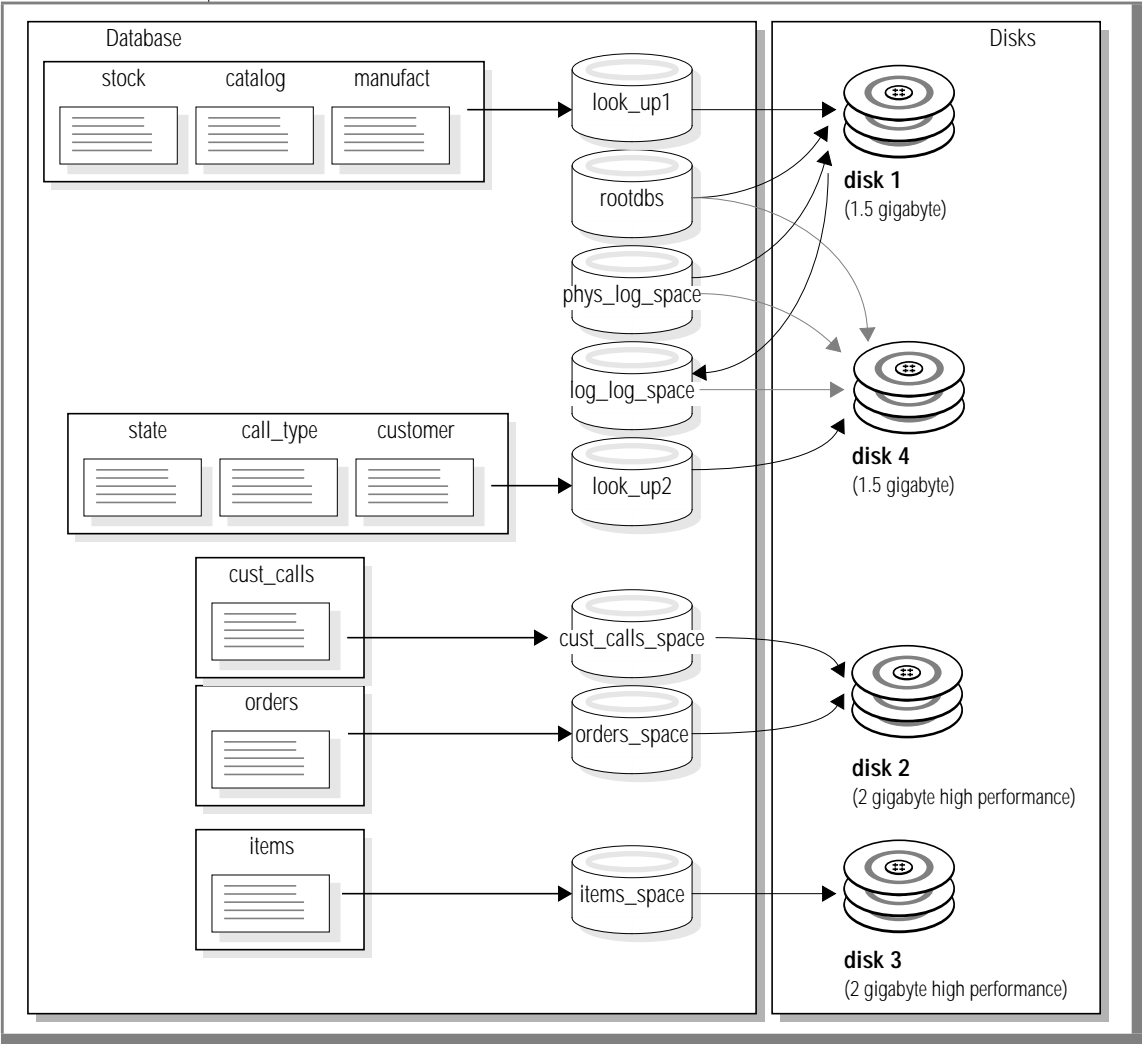 Database
Disks
stock
catalog
manufact
look_up1
rootdbs
disk 1
(1.5 gigabyte)
phys_log_space
log_log_space
state
call_type
customer
look_up2
disk 4
(1.5 gigabyte)
cust_calls
cust_calls_space
orders
orders_space
disk 2
(2 gigabyte high performance)
items
items_space
disk 3
(2 gigabyte high performance)